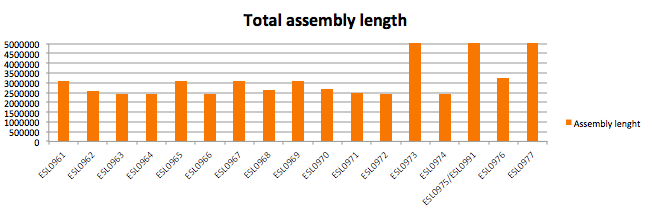 Total assembly length
5000000
4500000
4000000
3500000
3000000
2500000
2000000
1500000
1000000
500000
0
Assembly lenght
ESL0961
ESL0962
ESL0963
ESL0964
ESL0965
ESL0966
ESL0967
ESL0968
ESL0969
ESL0970
ESL0971
ESL0972
ESL0973
ESL0974
ESL0975/ESL0991
ESL0976
ESL0977